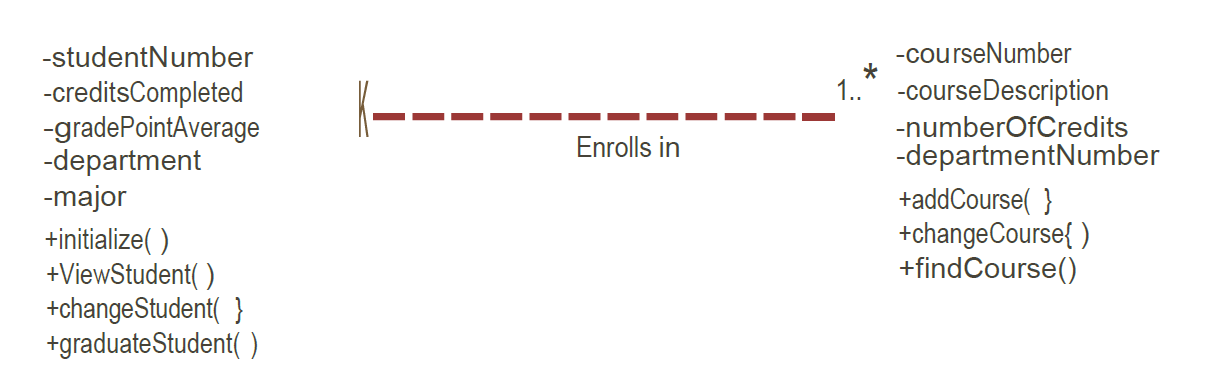 -studentNumber
-creditsCompleted
-gradePointAverage
-department
-major
+initialize( )
+ViewStudent( )
+changeStudent( }
+graduateStudent( )
1..*
Enrolls in
-courseNumber
-courseDescription
-numberOfCredits
-departmentNumber
+addCourse( }
+changeCourse{ )
+findCourse()